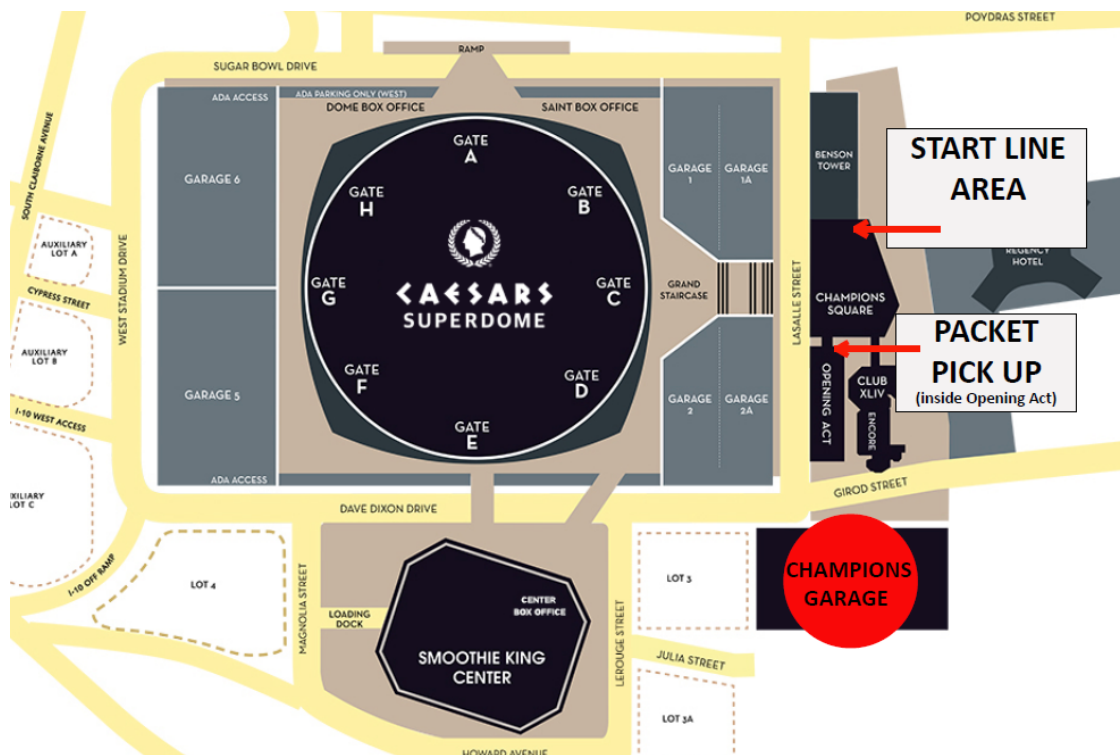 POYDRAS STREET
RAMP
SUGAR BOWL DRIVE
ADA ACCESS
ADA PARKING ONLY (WEST)
DOME BOX OFFICE
SAINT BOX OFFICE
SOUTH CLAIBORNE AVENUE
GARAGE 6
GATE
A
GATE
H
GATE
B
GARAGE
1
GARAGE
1A
BENSON
TOWER
START LINE
AREA
AUXILIARY
LOT A
WEST STADIUM DRIVE
CYPRESS STREET
GATE
G
CAESARS
SUPERDOME
GATE
C
GRAND
STAIRCASE
LASALLE STREET
CHAMPIONS
SQUARE
REGENCY
HOTEL
AUXILIARY
LOT B
I-10 WEST ACCESS
GARAGE 5
GATE
F
GATE
D
GATE
E
GARAGE
2
GARAGE
2A
OPENING ACT
CLUB
XLIV
ENCORE
PACKET
PICK UP
(inside Opening Act)
ADA ACCESS
LOT C
DAVE DIXON DRIVE
GIROD STREET
I-10 OFF RAMP
LOT 4
MAGNOLIA STREET
LOADING
DOCK
CENTER
BOX OFFICE
SMOOTHIE KING
CENTER
LEROUGE STREET
LOT 3
CHAMPIONS
GARAGE
JULIA STREET
LOT 3A
HOWARD AVENUE